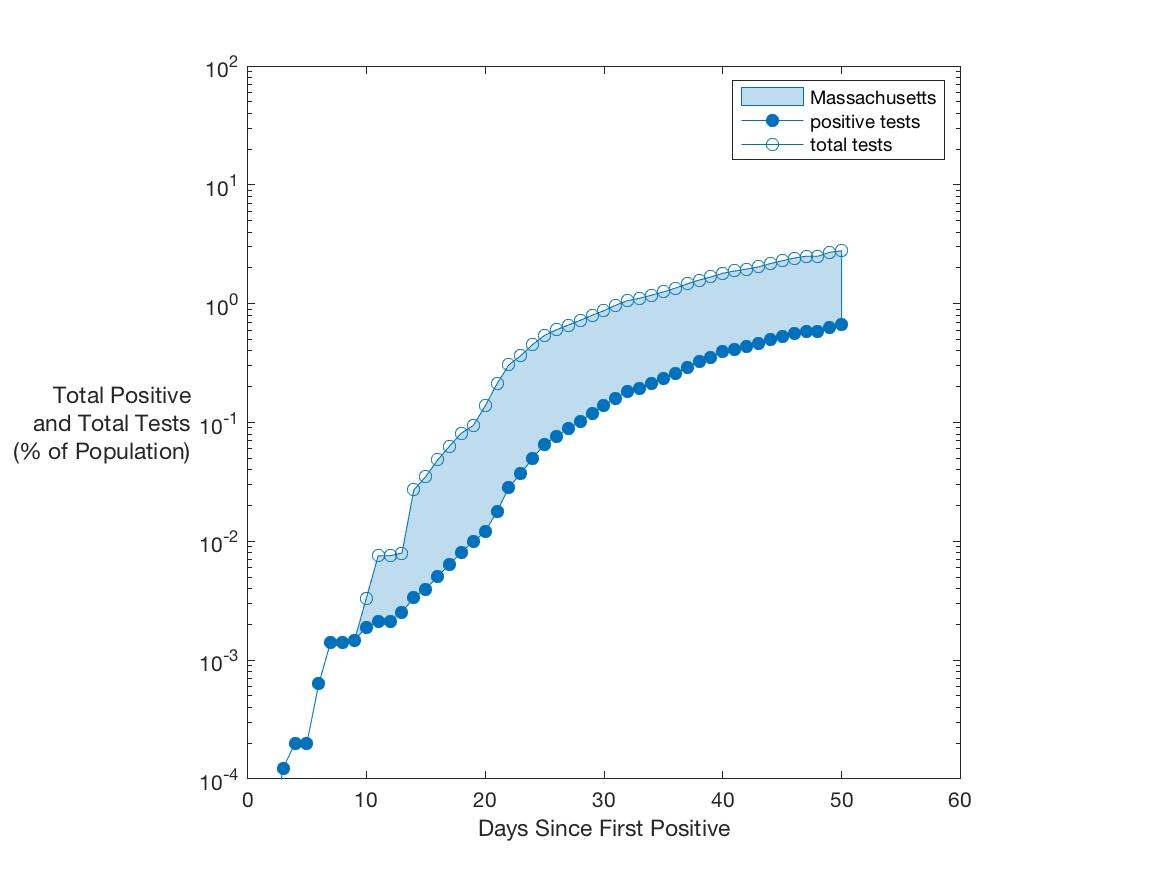 10^2
10^1
10^0
10^-1
10^-2
10^-3
10^-4
Massachusetts
positive tests
total tests
Total Positive
and Total Tests
(% of Population)
0 10 20 30 40 50 60
Days Since First Positive